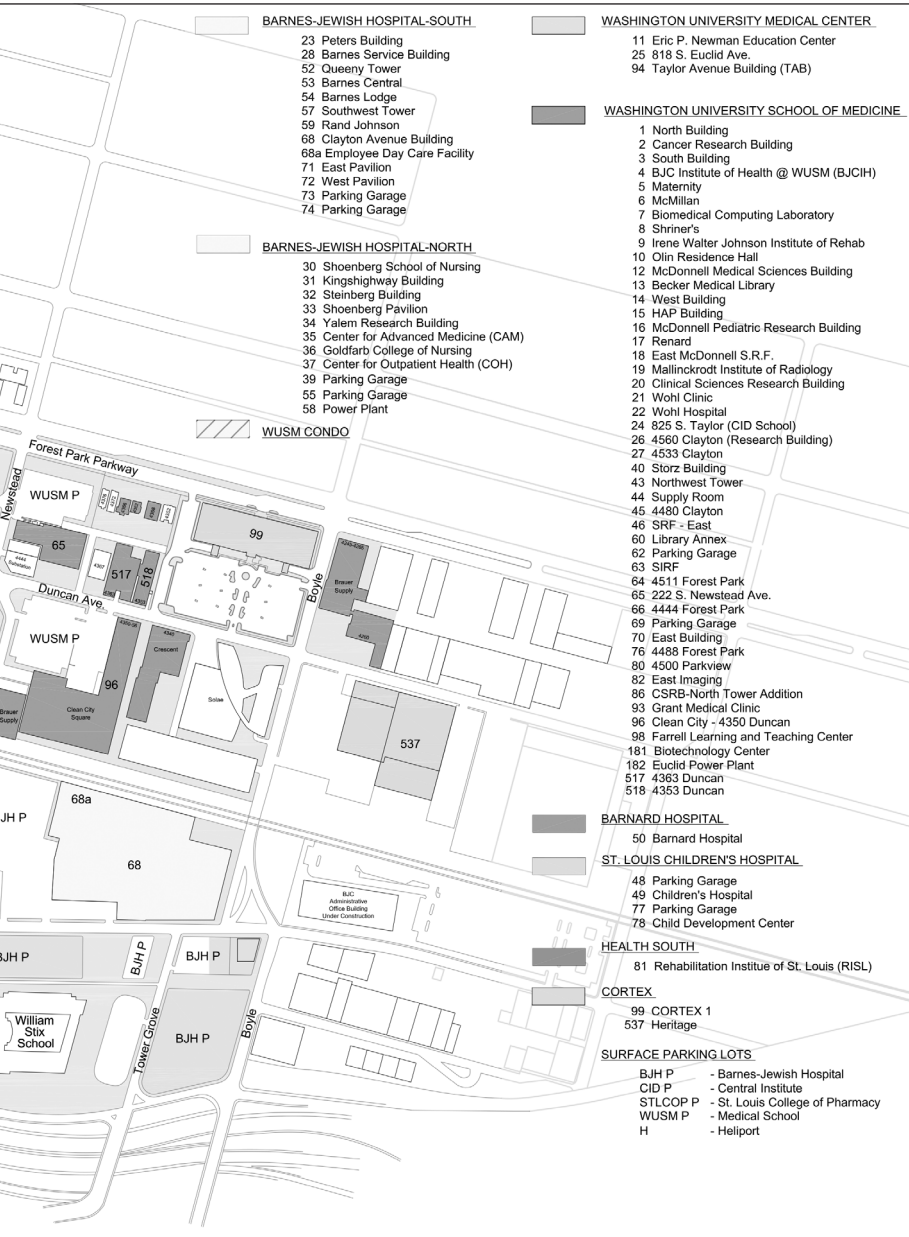 BARNES-JEWISH HOSPITAL-SOUTH
23 Peters Building
28 Barnes Service Building
52 Queeny Tower
53 Barnes Central
54 Barnes Lodge
57 Southwest Tower
59 Rand Johnson
68 Clayton Avenue Building
68a Employee Day Care Facility
71 East Pavilion
72 West Pavilion
73 Parking Garage
74 Parking Garage
BARNES-JEWISH HOSPITAL-NORTH
30 Shoenberg School of Nursing
31 Kingshighway Building
32 Steinberg Building
33 Shoenberg Pavilion
34 Yalem Research Building
35 Center for Advanced Medicine (CAM)
36 Goldfarb College of Nursing
37 Center for Outpatient Health (COH)
39 Parking Garage
55 Parking Garage
58 Power Plant
WUSM CONDO
WASHINGTON UNIVERSITY MEDICAL CENTER
11 Eric P. Newman Education Center
25 818 S. Euclid Ave.
94 Taylor Avenue Building (TAB)
WASHINGTON UNIVERSITY SCHOOL OF MEDICINE
1 North Building
2 Cancer Research Building
3 South Building
4 BJC Institute of Health @ WUSM (BJCIH)
5 Maternity
6 McMillan
7 Biomedical Computing Laboratory
8 Shriner's
9 Irene Walter Johnson Institute of Rehab
10 Olin Residence Hall
12 McDonnell Medical Sciences Building
13 Becker Medical Library
14 West Building
15 HAP Building
16 McDonnell Pediatric Research Building
17 Renard
18 East McDonnell S.R.F.
19 Mallinckrodt Institute of Radiology
20 Clinical Sciences Research Building
21 Wohl Clinic
22 Wohl Hospital
24 825 S. Taylor (CID School)
26 4560 Clayton (Research Building)
27 4533 Clayton
40 Storz Building
43 Northwest Tower
44 Supply Room
45 4480 Clayton
46 SRF - East
60 Library Annex
62 Parking Garage
63 SIRF
64 4511 Forest Park
65 222 S. Newstead Ave.
66 4444 Forest Park
69 Parking Garage
70 East Building
76 4488 Forest Park
80 4500 Parkview
82 East Imaging
86 CSRB-North Tower Addition
93 Grant Medical Clinic
96 Clean City - 4350 Duncan
98 Farrell Learning and Teaching Center
181 Biotechnology Center
182 Euclid Power Plant
517 4363 Duncan
518 4353 Duncan
BARNARD HOSPITAL
50 Barnard Hospital
ST. LOUIS CHILDREN'S HOSPITAL
48 Parking Garage
49 Children's Hospital
77 Parking Garage
78 Child Development Center
HEALTH SOUTH
81 Rehabilitation Institue of St. Louis (RISL)
CORTEX
99 CORTEX 1
537 Heritage
SURFACE PARKING LOTS
BJH P - Barnes-Jewish Hospital
CID P - Central Institute
STLCOP P - St. Louis College of Pharmacy
WUSM P - Medical School
H - Heliport
Forest Park Parkway
Newstead
WUSM P
99
65
4444
Substation
517
518
Boyle
Brauer
Supply
Duncan Ave.
WUSM P
Crescent
96
Clean City
Square
Solae
Brauer
Supply
537
68a
JH P
68
BJC
Administrative
Office Building
Under Construction
BJH P
BJH P
BJH P
William
Stix
School
Tower Grove
BJH P
Boyle